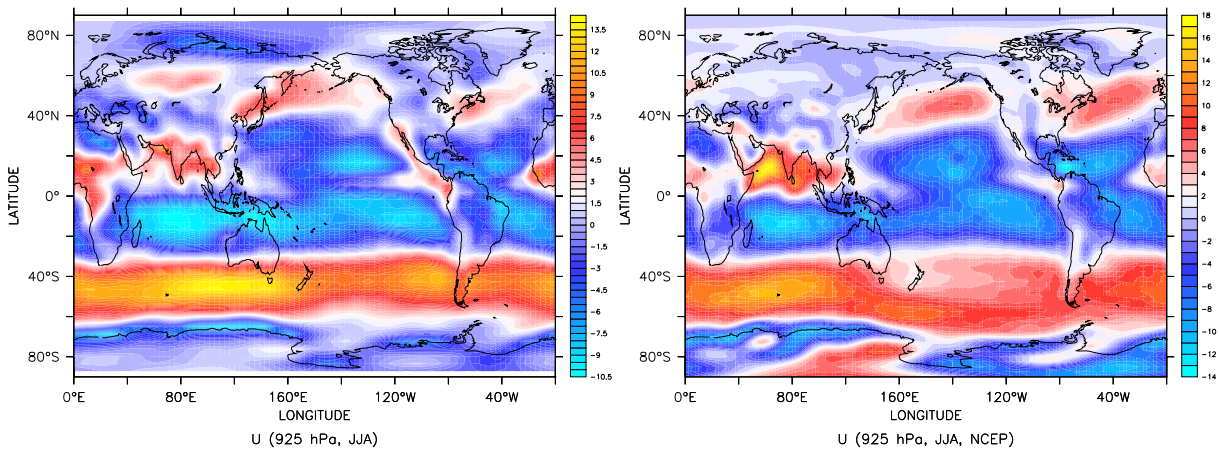 80°N
40°N
0°
40°S
80°S
LATITUDE
0°E
80°E
160°E
120°W
40°W
LONGITUDE
U (925 hPa, JJA)
13.5
12
10.5
9
7.5
6
4.5
3
1.5
0
-1.5
-3
-4.5
-6
-7.5
-9
-10.5
80°N
40°N
0°
40°S
80°S
LATITUDE
0°E
80°E
160°E
120°W
40°W
LONGITUDE
U (925 hPa, JJA, NCEP)
18
16
14
12
10
8
6
4
2
0
-2
-4
-6
-8
-10
-12
-14